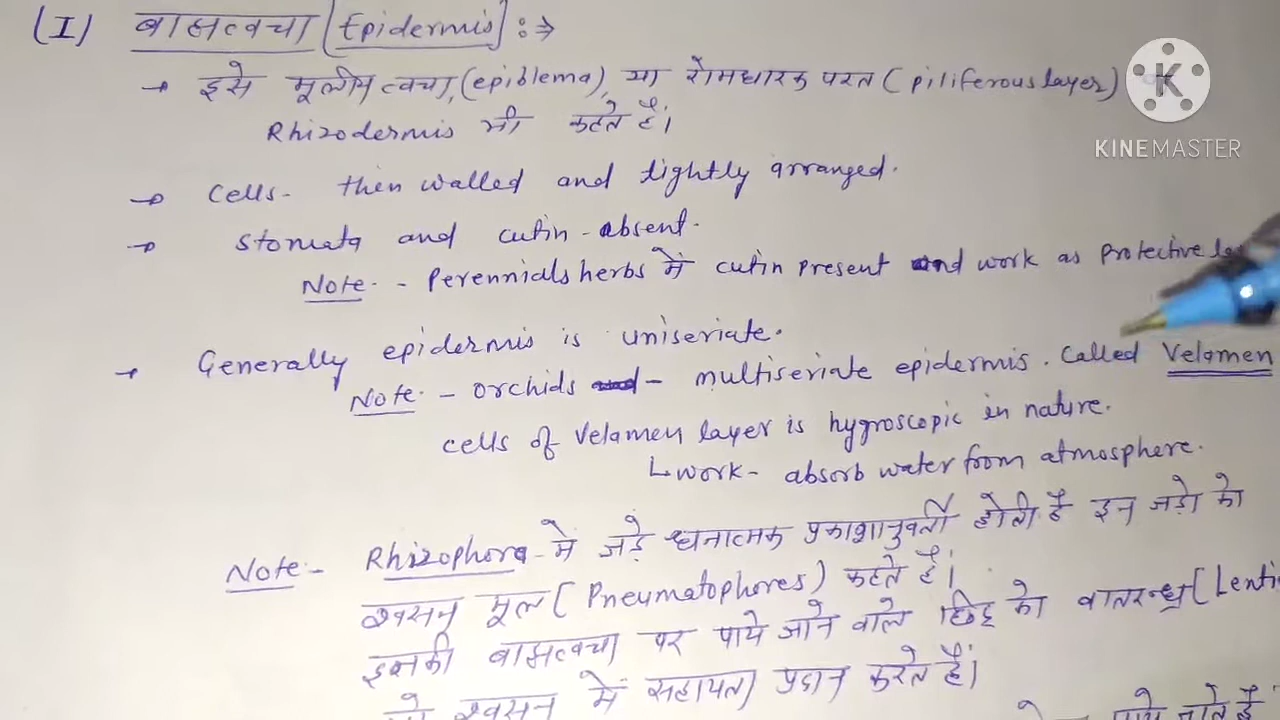 (I) बाह्यत्वचा [Epidermis] :⇒
→ इसे मूलीय त्वचा, (epiblema), या रोमधारक परत (piliferous layer)
Rhizodermis भी कहते हैं।
→ Cells - then walled and tightly arranged.
→ Stomata and cutin - absent.
Note - Perennials herbs में cutin present and work as Protective
→ Generally epidermis is uniseriate.
Note - orchids - multiseriate epidermis. Called Velamen
cells of Velamen layer is hygroscopic in nature.
↳ work - absorb water from atmosphere.
Note - Rhizophora में जड़े धनात्मक प्रकाशानुवर्ती होती है इन जड़ो को
श्वसन मूल (Pneumatophores) कहते हैं।
इनकी बाह्यत्वचा पर पाये जाने वाले छिद्र को वातरन्ध्र (Lenti
श्वसन में सहायता प्रदान करते हैं।
पाये जाते है
KINEMASTER